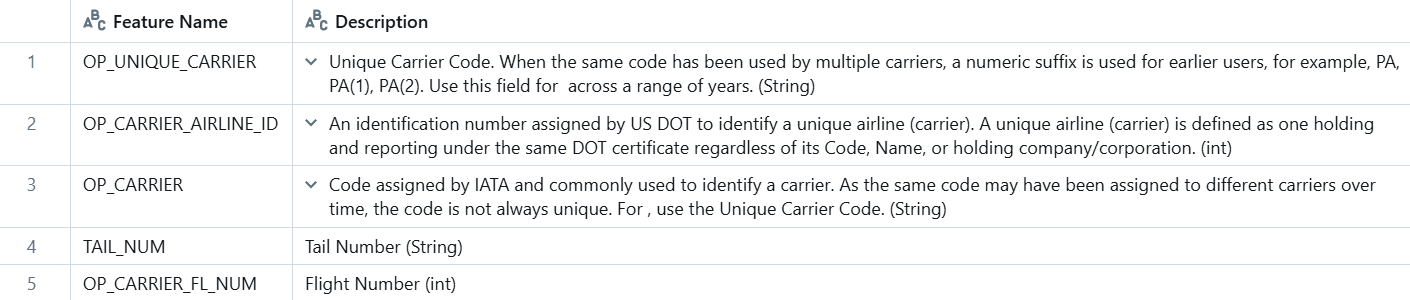 ABC Feature Name ABC Description
1 OP_UNIQUE_CARRIER Unique Carrier Code. When the same code has been used by multiple carriers, a numeric suffix is used for earlier users, for example, PA,
PA(1), PA(2). Use this field for  across a range of years. (String)
2 OP_CARRIER_AIRLINE_ID An identification number assigned by US DOT to identify a unique airline (carrier). A unique airline (carrier) is defined as one holding
and reporting under the same DOT certificate regardless of its Code, Name, or holding company/corporation. (int)
3 OP_CARRIER Code assigned by IATA and commonly used to identify a carrier. As the same code may have been assigned to different carriers over
time, the code is not always unique. For , use the Unique Carrier Code. (String)
4 TAIL_NUM Tail Number (String)
5 OP_CARRIER_FL_NUM Flight Number (int)